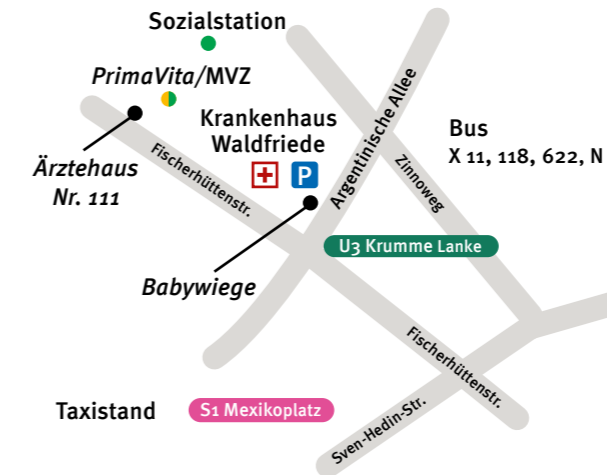 Sozialstation
PrimaVita/MVZ
Krankenhaus
Waldfriede
P
Ärztehaus
Nr. 111
Fischerhüttenstr.
Argentinische Allee
Zinnoweg
Bus
X 11, 118, 622, N
U3 Krumme Lanke
Babywiege
Fischerhüttenstr.
Taxistand
S1 Mexikoplatz
Sven-Hedin-Str.